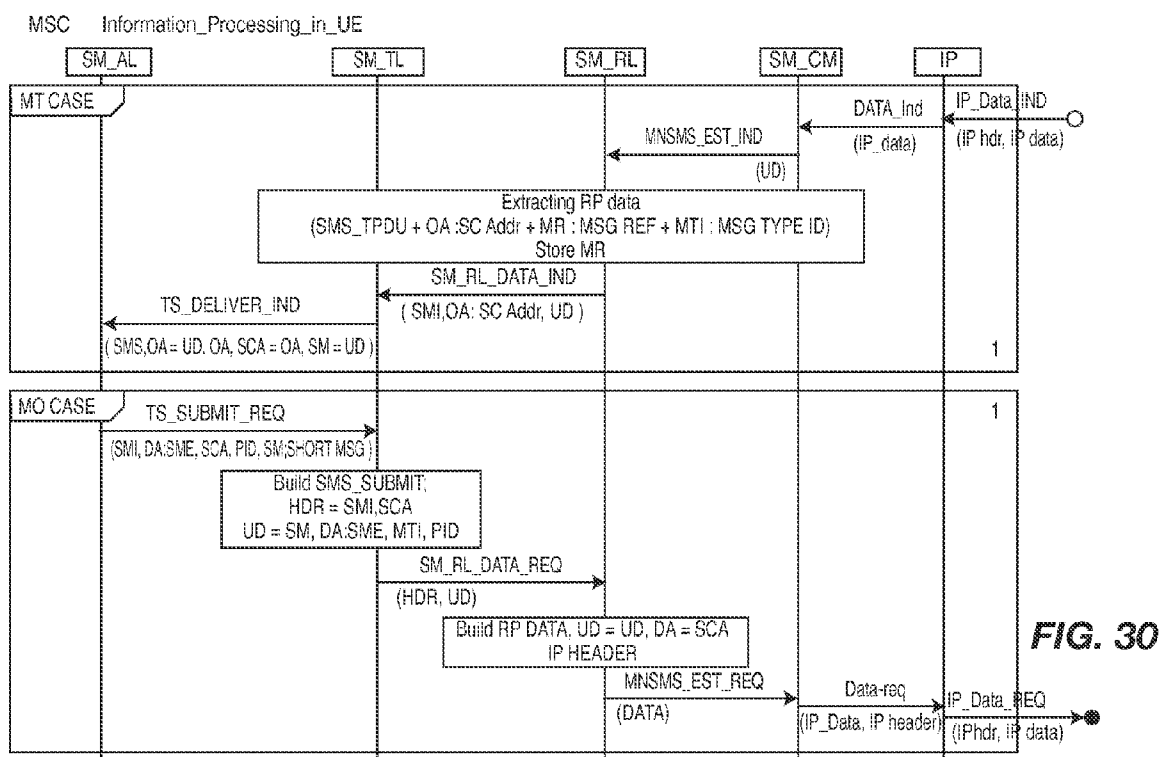 MSC Information_Processing_in_UE
SM_AL SM_TL SM_RL SM_CM IP
MT CASE
IP_Data_IND
DATA_Ind
(IP hdr, IP data)
(IP_data)
MNSMS_EST_IND
(UD)
Extracting RP data
(SMS_TPDU + OA :SC Addr + MR : MSG REF + MTI : MSG TYPE ID)
Store MR
SM_RL_DATA_IND
( SMI,OA: SC Addr, UD )
TS_DELIVER_IND
( SMS,OA = UD. OA, SCA = OA, SM = UD )
1
MO CASE
1
TS_SUBMIT_REQ
(SMI, DA:SME, SCA, PID, SM:SHORT MSG )
Build SMS_SUBMIT;
HDR = SMI,SCA
UD = SM, DA:SME, MTI, PID
SM_RL_DATA_REQ
(HDR, UD)
Build RP DATA, UD = UD, DA = SCA
IP HEADER
FIG. 30
MNSMS_EST_REQ
(DATA)
Data-req
(IP_Data, IP header)
IP_Data_REQ
(IPhdr, IP data)